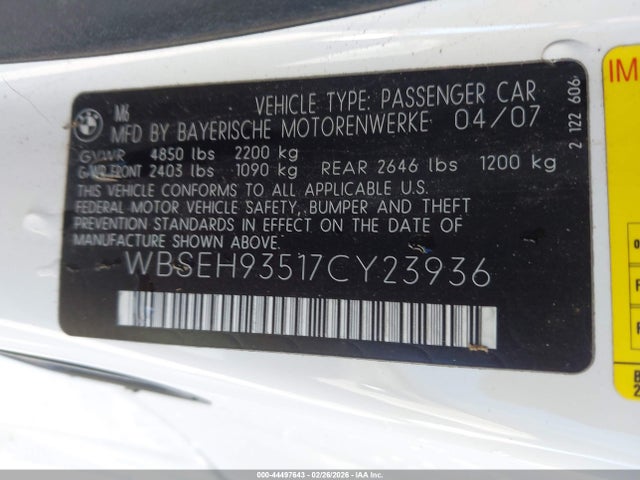 BMW
M6
VEHICLE TYPE: PASSENGER CAR
MFD BY BAYERISCHE MOTORENWERKE 04/07
GVWR 4850 lbs 2200 kg
GAWR FRONT 2403 lbs 1090 kg REAR 2646 lbs 1200 kg
THIS VEHICLE CONFORMS TO ALL APPLICABLE U.S.
FEDERAL MOTOR VEHICLE SAFETY, BUMPER AND THEFT
PREVENTION STANDARDS IN EFFECT ON THE DATE OF
MANUFACTURE SHOWN ABOVE.
WBSEH93517CY23936
2 122 606
IM
000-44497643 - 02/26/2026 - IAAI.COM